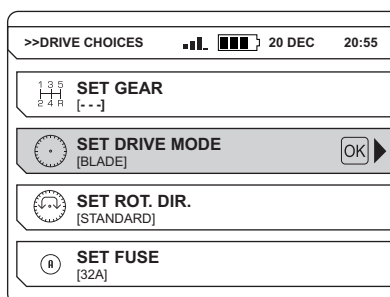 >>DRIVE CHOICES 20 DEC 20:55
1 3 5
2 4 R
SET GEAR
[---]
SET DRIVE MODE
[BLADE]
OK
SET ROT. DIR.
[STANDARD]
A
SET FUSE
[32A]